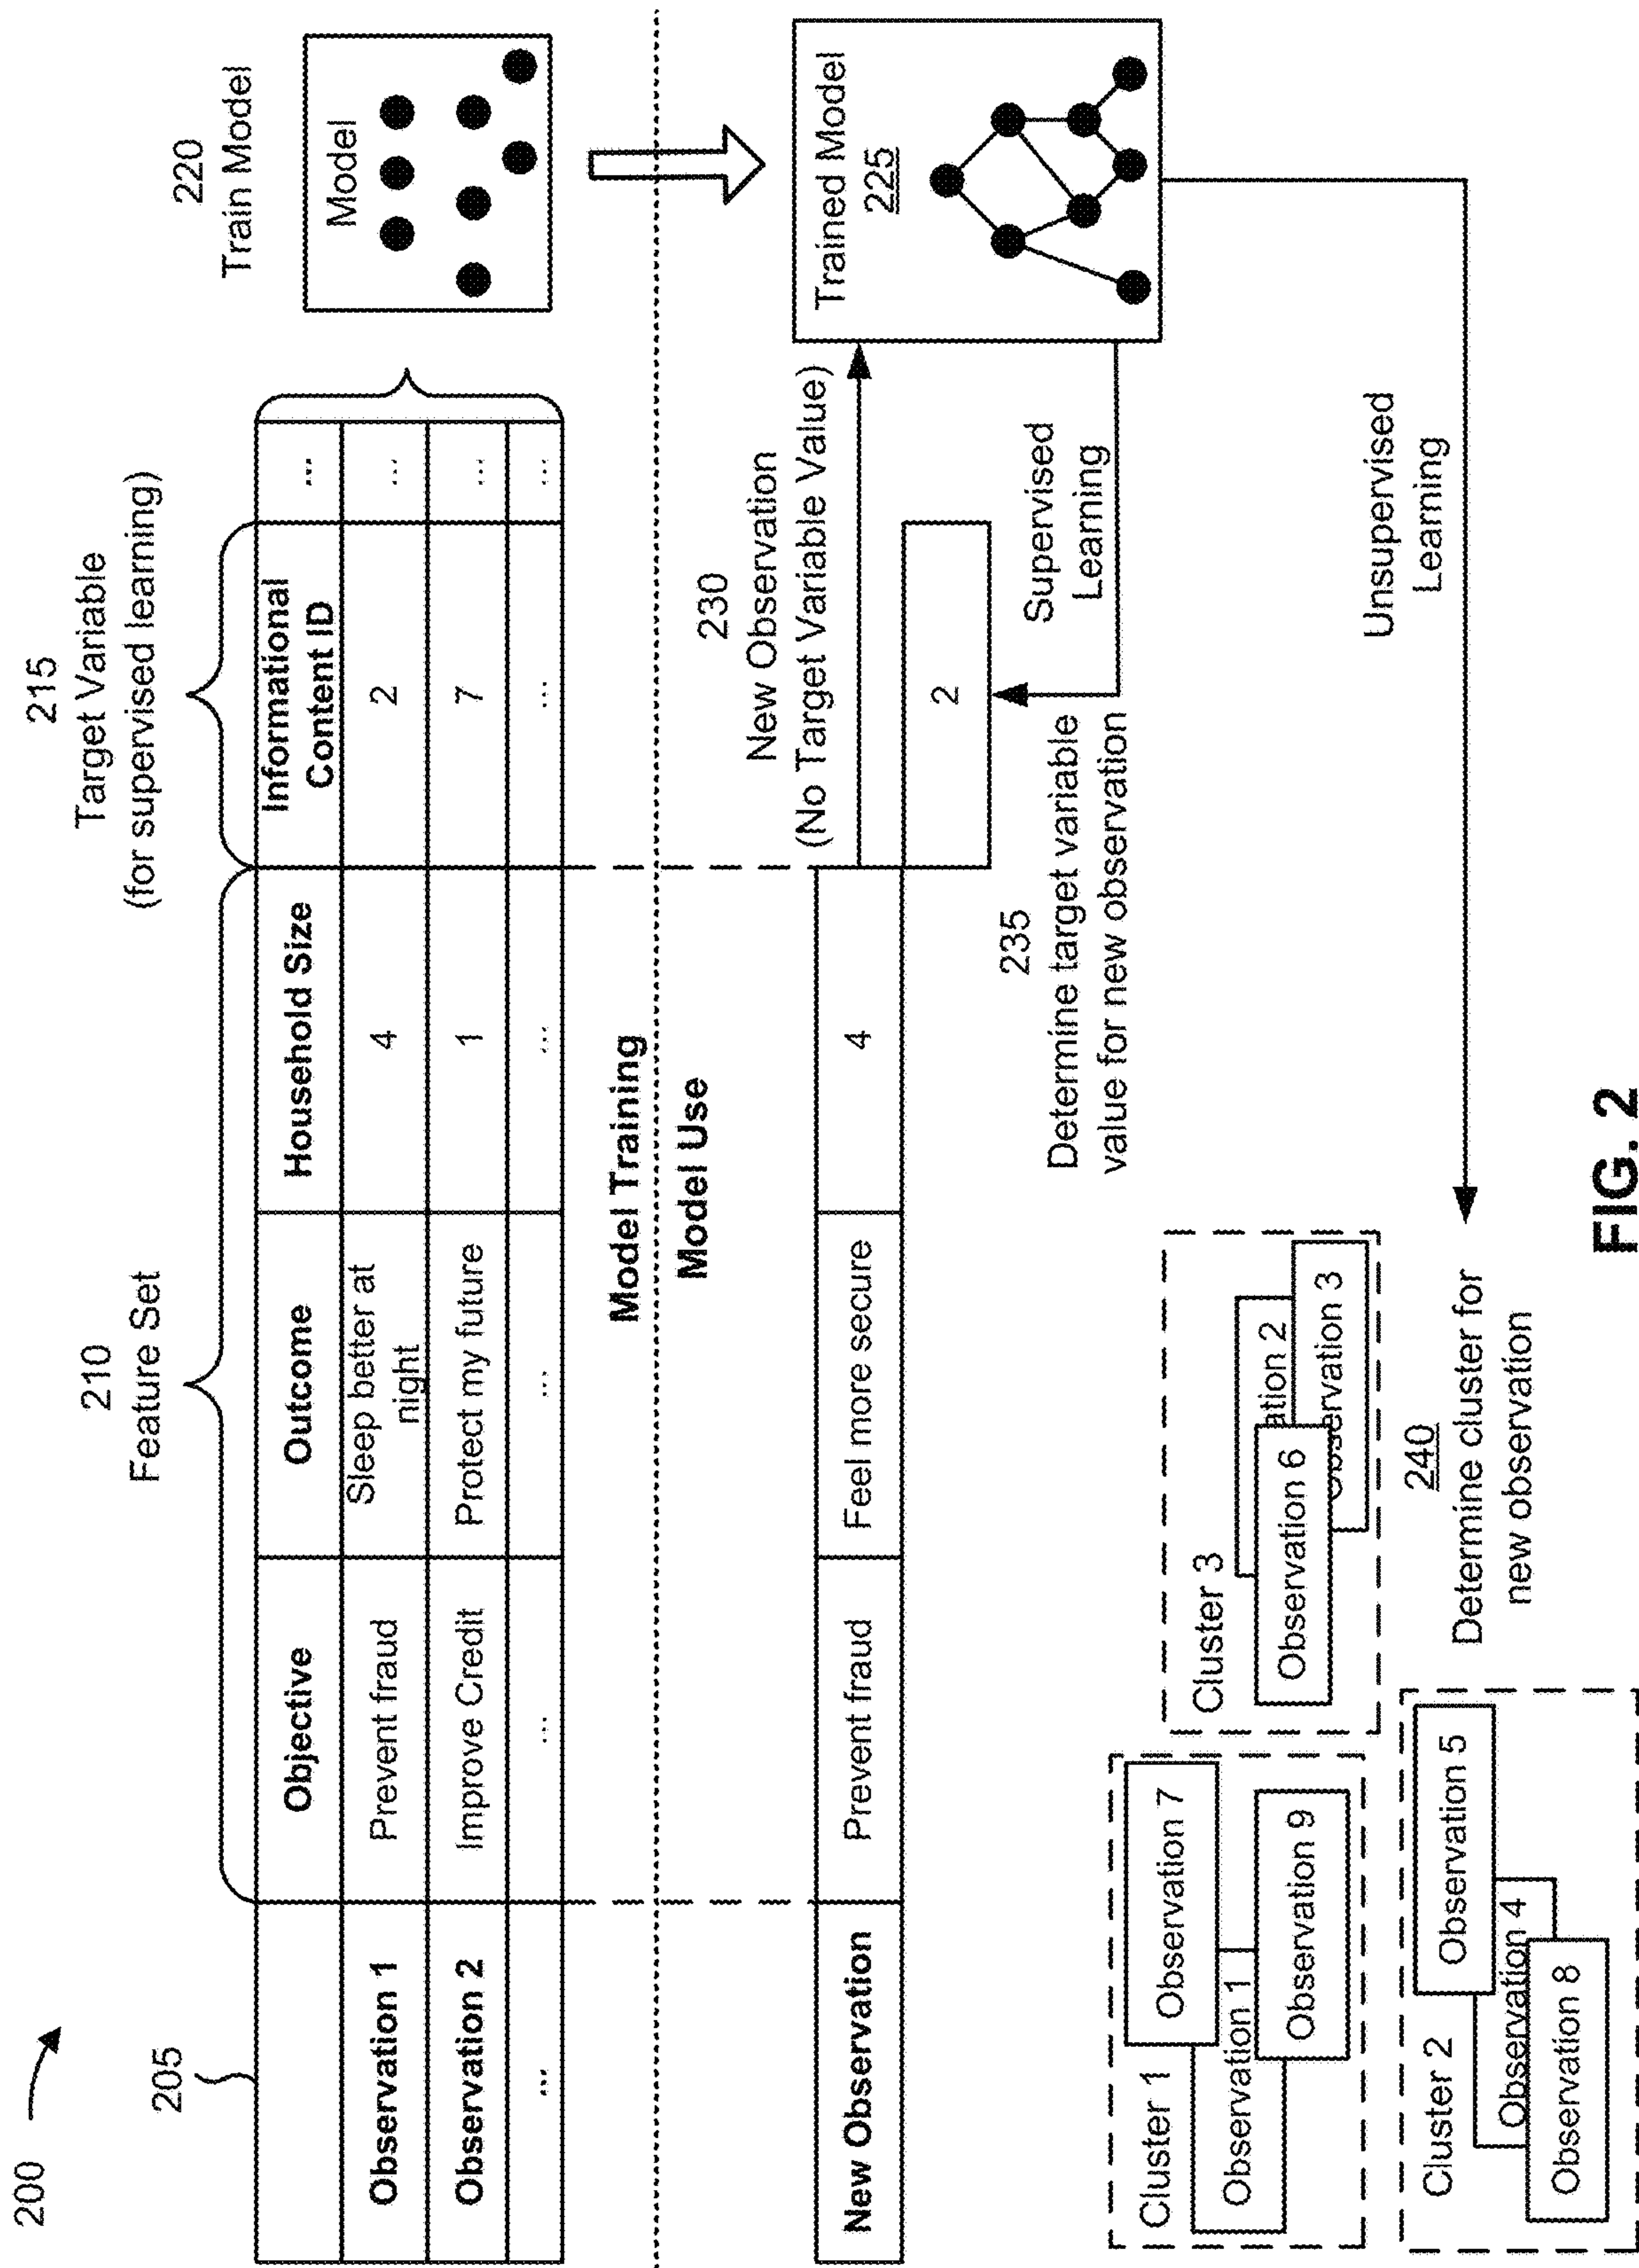 200
205
210
Feature Set
215
Target Variable
(for supervised learning)
220
Train Model
Model
Objective
Outcome
Household Size
Informational
Content ID
...
Observation 1
Prevent fraud
Sleep better at
night
4
2
...
Observation 2
Improve Credit
Protect my future
1
7
...
...
...
...
...
...
...
Model Training
Model Use
New Observation
Prevent fraud
Feel more secure
4
230
New Observation
(No Target Variable Value)
2
Trained Model
225
Supervised
Learning
235
Determine target variable
value for new observation
Unsupervised
Learning
Cluster 1
Observation 7
Observation 1
Observation 9
Cluster 2
Observation 5
Observation 4
Observation 8
Cluster 3
ation 2
Observation 6
servation 3
240
Determine cluster for
new observation
FIG. 2